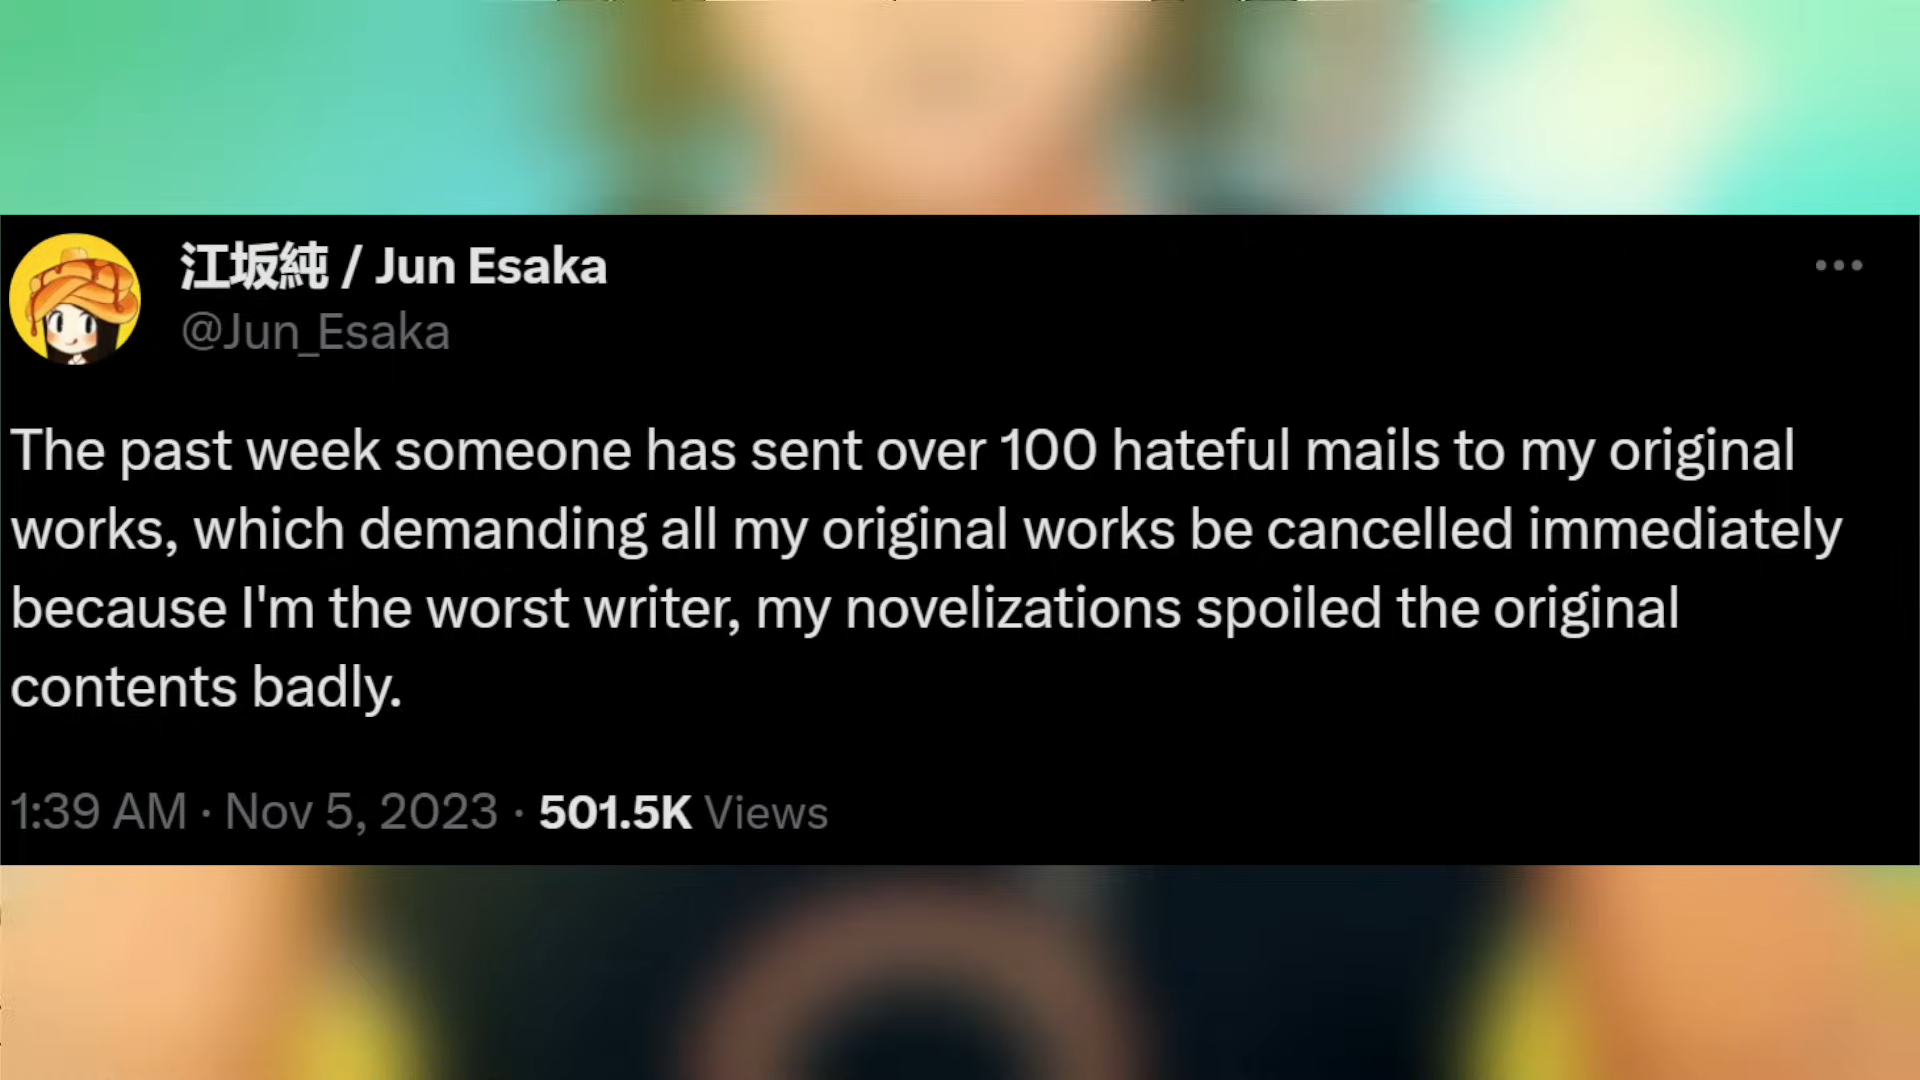 江坂純 / Jun Esaka
@Jun_Esaka
The past week someone has sent over 100 hateful mails to my original
works, which demanding all my original works be cancelled immediately
because I'm the worst writer, my novelizations spoiled the original
contents badly.
1:39 AM · Nov 5, 2023 · 501.5K Views